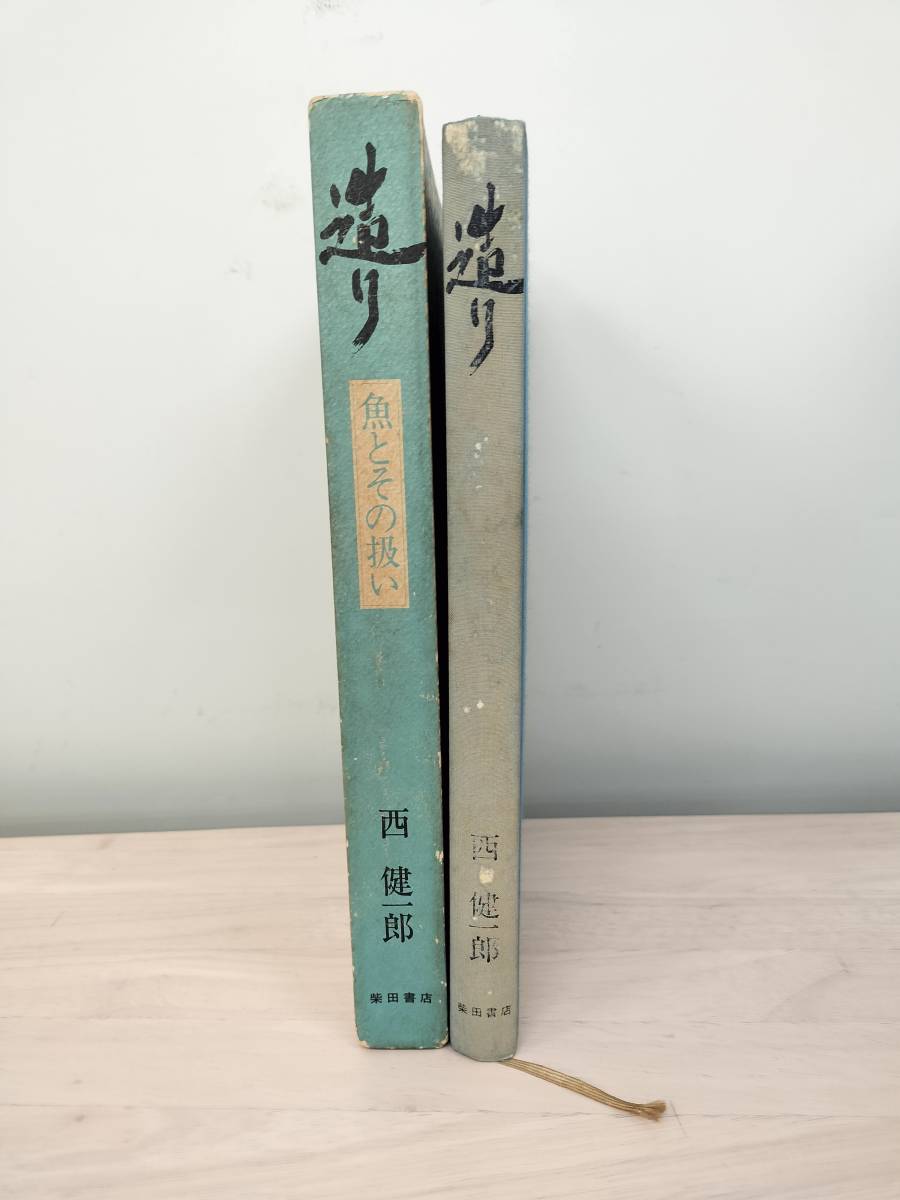 造り
魚とその扱い
西 健一郎
柴田書店
造り
西 健一郎
柴田書店